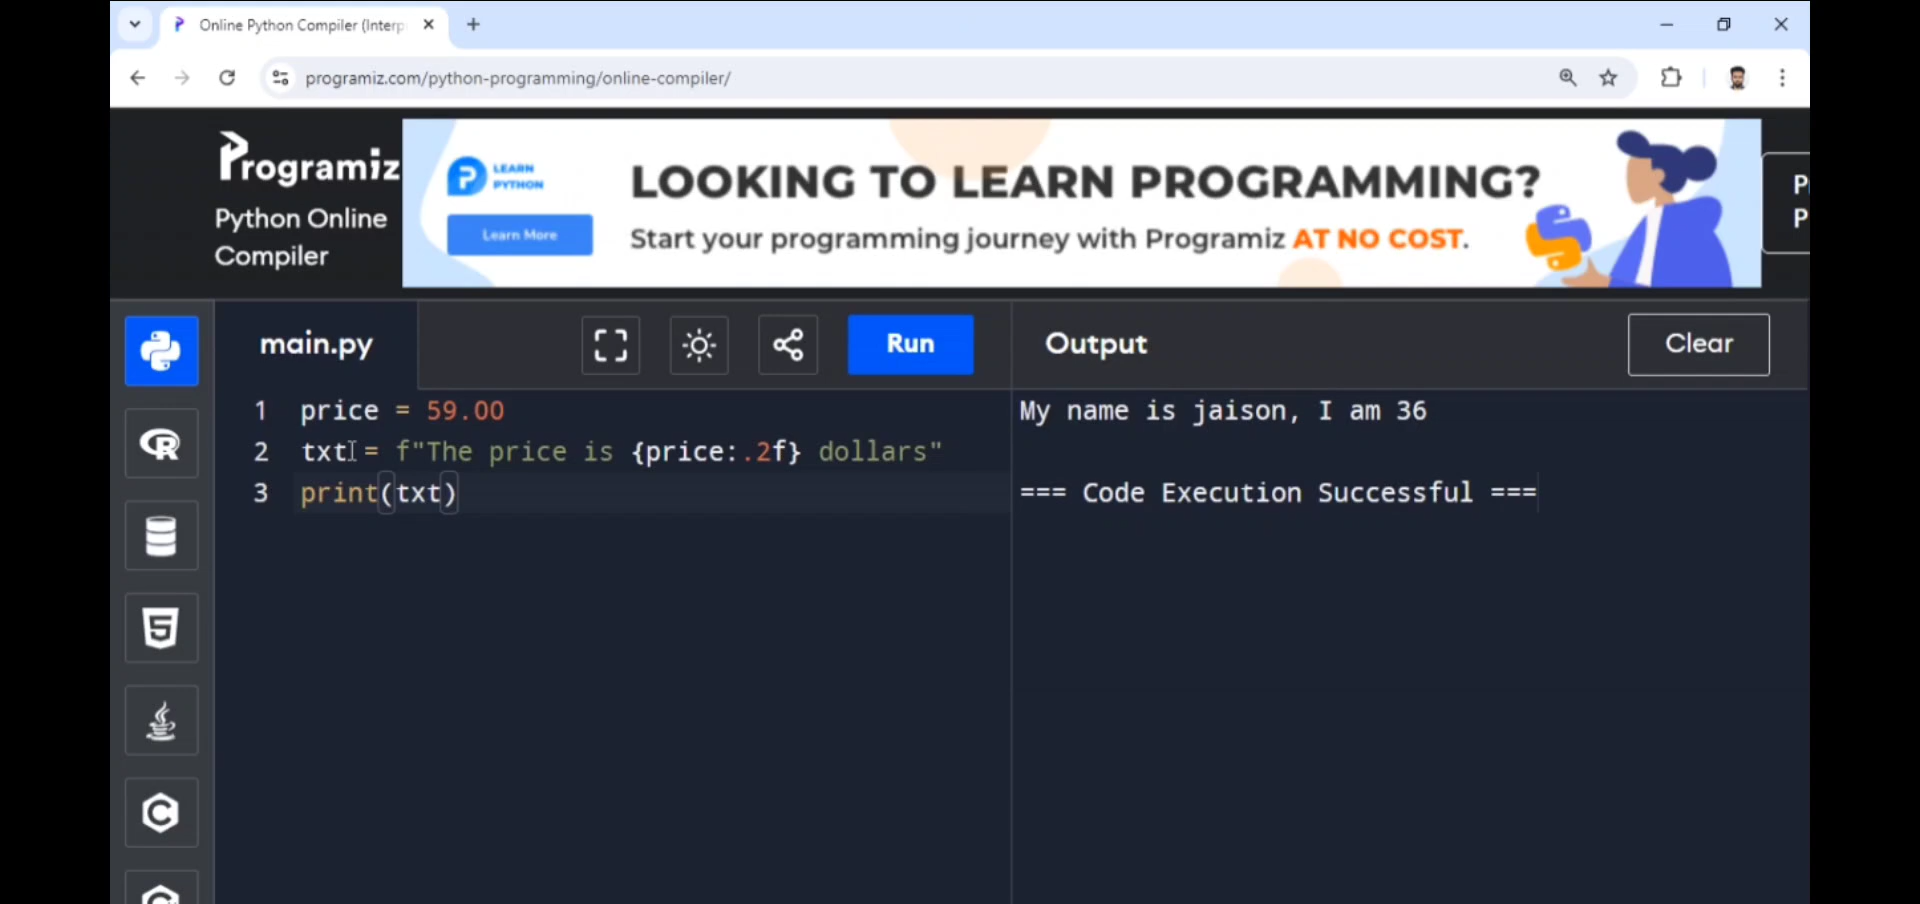 Online Python Compiler (Interp
programiz.com/python-programming/online-compiler/
Programiz
Python Online
Compiler
LEARN
PYTHON
Learn More
LOOKING TO LEARN PROGRAMMING?
Start your programming journey with Programiz AT NO COST.
P
P
main.py
Run
Output
Clear
1 price = 59.00
2 txt = f"The price is {price:.2f} dollars"
3 print(txt)
My name is jaison, I am 36
=== Code Execution Successful ===